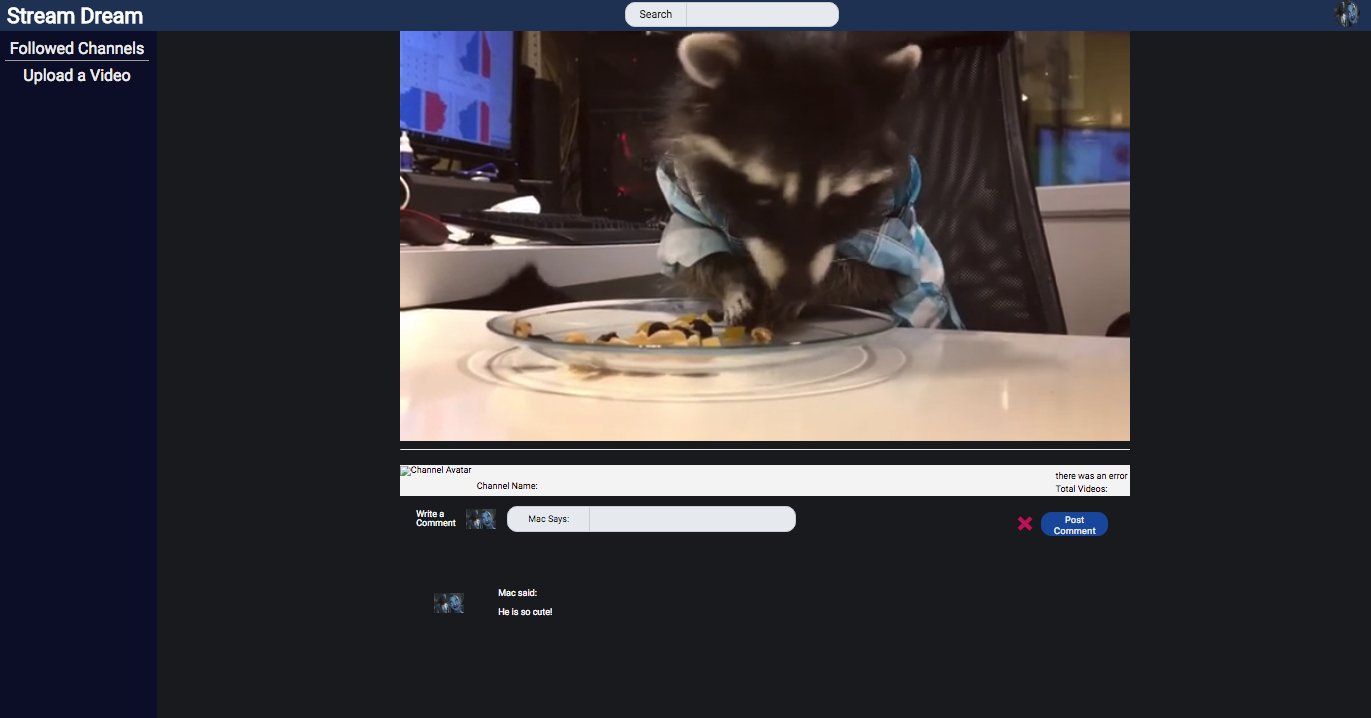 Stream Dream
Search
Followed Channels
Upload a Video
Channel Avatar
there was an error
Channel Name:
Total Videos:
Write a
Comment
Mac Says:
Post
Comment
Mac said:
He is so cute!